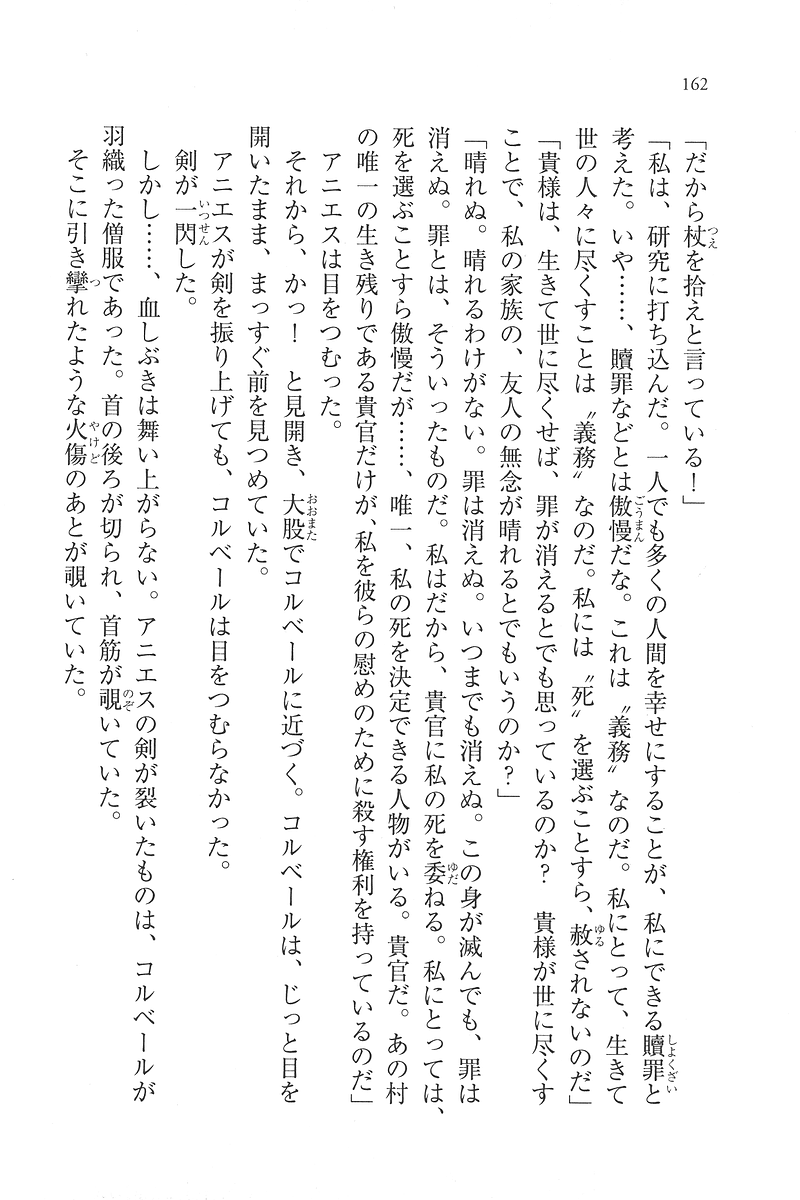 162
「だから杖を拾えと言っている！」
「私は、研究に打ち込んだ。一人でも多くの人間を幸せにすることが、私にできる贖罪と
考えた。いや……、贖罪などとは傲慢だな。これは〝義務〟なのだ。私にとって、生きて
世の人々に尽くすことは〝義務〟なのだ。私には〝死〟を選ぶことすら、赦されないのだ」
「貴様は、生きて世に尽くせば、罪が消えるとでも思っているのか？　貴様が世に尽くす
ことで、私の家族の、友人の無念が晴れるとでもいうのか？」
「晴れぬ。晴れるわけがない。罪は消えぬ。いつまでも消えぬ。この身が滅んでも、罪は
消えぬ。罪とは、そういったものだ。私はだから、貴官に私の死を委ねる。私にとっては、
死を選ぶことすら傲慢だが……、唯一、私の死を決定できる人物がいる。貴官だ。あの村
の唯一の生き残りである貴官だけが、私を彼らの慰めのために殺す権利を持っているのだ」
アニエスは目をつむった。
それから、かっ！　と見開き、大股でコルベールに近づく。コルベールは、じっと目を
開いたまま、まっすぐ前を見つめていた。
アニエスが剣を振り上げても、コルベールは目をつむらなかった。
剣が一閃した。
しかし……、血しぶきは舞い上がらない。アニエスの剣が裂いたものは、コルベールが
羽織った僧服であった。首の後ろが切られ、首筋が覗いていた。
そこに引き攣れたような火傷のあとが覗いていた。